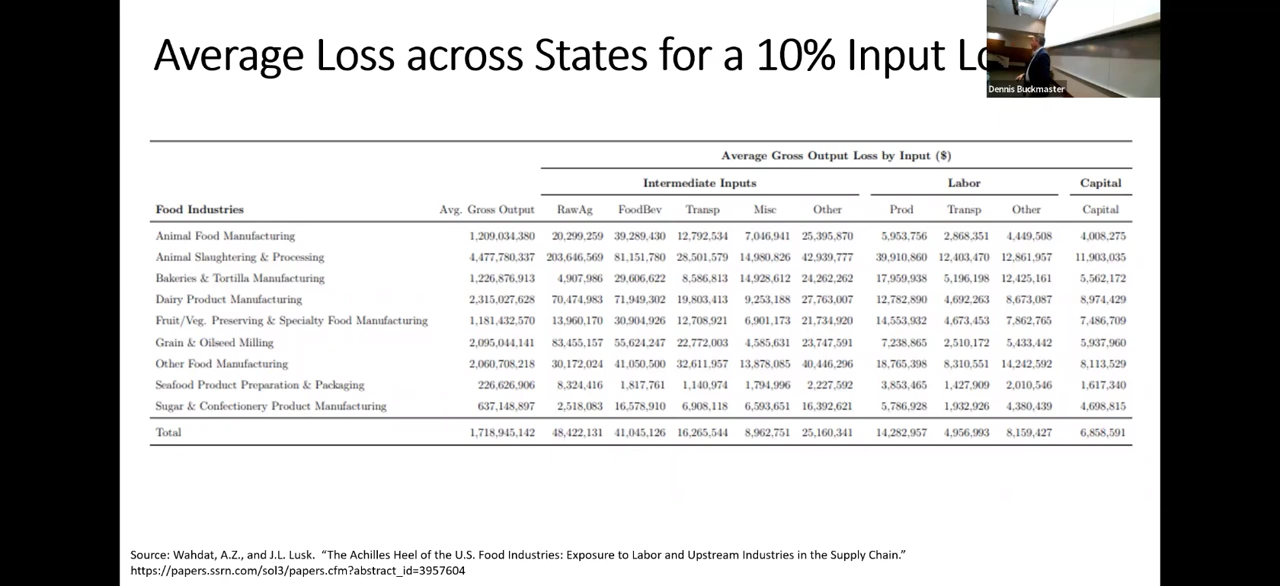 Average Loss across States for a 10% Input Lo
Dennis Buckmaster
Average Gross Output Loss by Input ($)
Intermediate Inputs Labor Capital
Food Industries Avg. Gross Output RawAg FoodBev Transp Misc Other Prod Transp Other Capital
Animal Food Manufacturing 1,209,034,380 20,299,259 39,289,430 12,792,534 7,046,941 25,395,870 5,953,756 2,868,351 4,449,508 4,008,275
Animal Slaughtering & Processing 4,477,780,337 203,646,569 81,151,780 28,501,579 14,980,826 42,939,777 39,910,860 12,403,470 12,861,957 11,903,035
Bakeries & Tortilla Manufacturing 1,226,876,913 4,907,986 29,606,622 8,586,813 14,928,612 24,262,262 17,959,938 5,196,198 12,425,161 5,562,172
Dairy Product Manufacturing 2,315,027,628 70,474,983 71,949,302 19,803,413 9,253,188 27,763,007 12,782,890 4,692,263 8,673,087 8,974,429
Fruit/Veg. Preserving & Specialty Food Manufacturing 1,181,432,570 13,960,170 30,904,926 12,708,921 6,901,173 21,734,920 14,553,932 4,673,453 7,862,765 7,486,709
Grain & Oilseed Milling 2,095,044,141 83,455,157 55,624,247 22,772,003 4,585,631 23,747,591 7,238,865 2,510,172 5,433,442 5,937,960
Other Food Manufacturing 2,060,708,218 30,172,024 41,050,500 32,611,957 13,878,085 40,446,296 18,765,398 8,310,551 14,242,592 8,113,529
Seafood Product Preparation & Packaging 226,626,906 8,324,416 1,817,761 1,140,974 1,794,996 2,227,592 3,853,465 1,427,909 2,010,546 1,617,340
Sugar & Confectionery Product Manufacturing 637,148,897 2,518,083 16,578,910 6,908,118 6,593,651 16,392,621 5,786,928 1,932,926 4,380,439 4,698,815
Total 1,718,945,142 48,422,131 41,045,126 16,265,544 8,962,751 25,160,341 14,282,957 4,956,993 8,159,427 6,858,591
Source: Wahdat, A.Z., and J.L. Lusk. “The Achilles Heel of the U.S. Food Industries: Exposure to Labor and Upstream Industries in the Supply Chain.”
https://papers.ssrn.com/sol3/papers.cfm?abstract_id=3957604